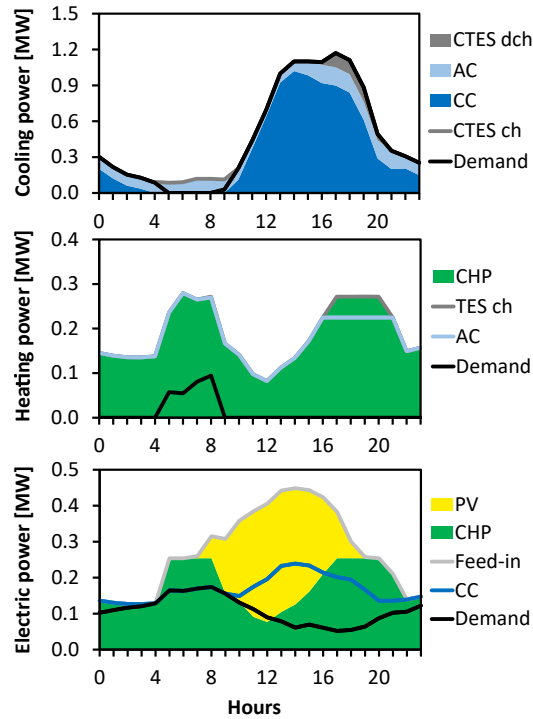 Cooling power [MW]
1.5
1.2
0.9
0.6
0.3
0.0
0 4 8 12 16 20
CTES dch
AC
CC
CTES ch
Demand
Heating power [MW]
0.4
0.3
0.2
0.1
0.0
0 4 8 12 16 20
CHP
TES ch
AC
Demand
Electric power [MW]
0.5
0.4
0.3
0.2
0.1
0.0
0 4 8 12 16 20
Hours
PV
CHP
Feed-in
CC
Demand